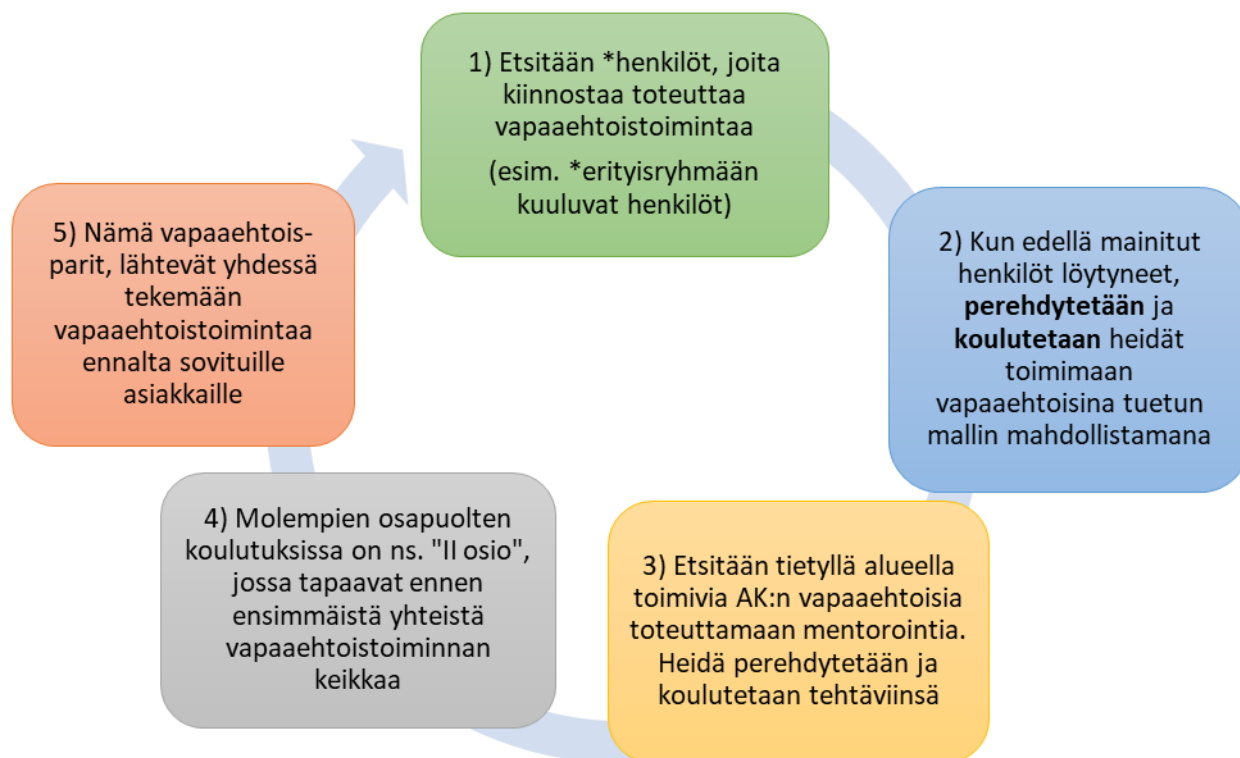 1) Etsitään *henkilöt, joita
kiinnostaa toteuttaa
vapaaehtoistoimintaa
(esim. *erityisryhmään
kuuluvat henkilöt)
2) Kun edellä mainitut
henkilöt löytyneet,
perehdytetään ja
koulutetaan heidät
toimimaan
vapaaehtoisina tuetun
mallin mahdollistamana
3) Etsitään tietyllä alueella
toimivia AK:n vapaaehtoisia
toteuttamaan mentorointia.
Heidä perehdytetään ja
koulutetaan tehtäviinsä
4) Molempien osapuolten
koulutuksissa on ns. "II osio",
jossa tapaavat ennen
ensimmäistä yhteistä
vapaaehtoistoiminnan
keikkaa
5) Nämä vapaaehtois-
parit, lähtevät yhdessä
tekemään
vapaaehtoistoimintaa
ennalta sovituille
asiakkaille